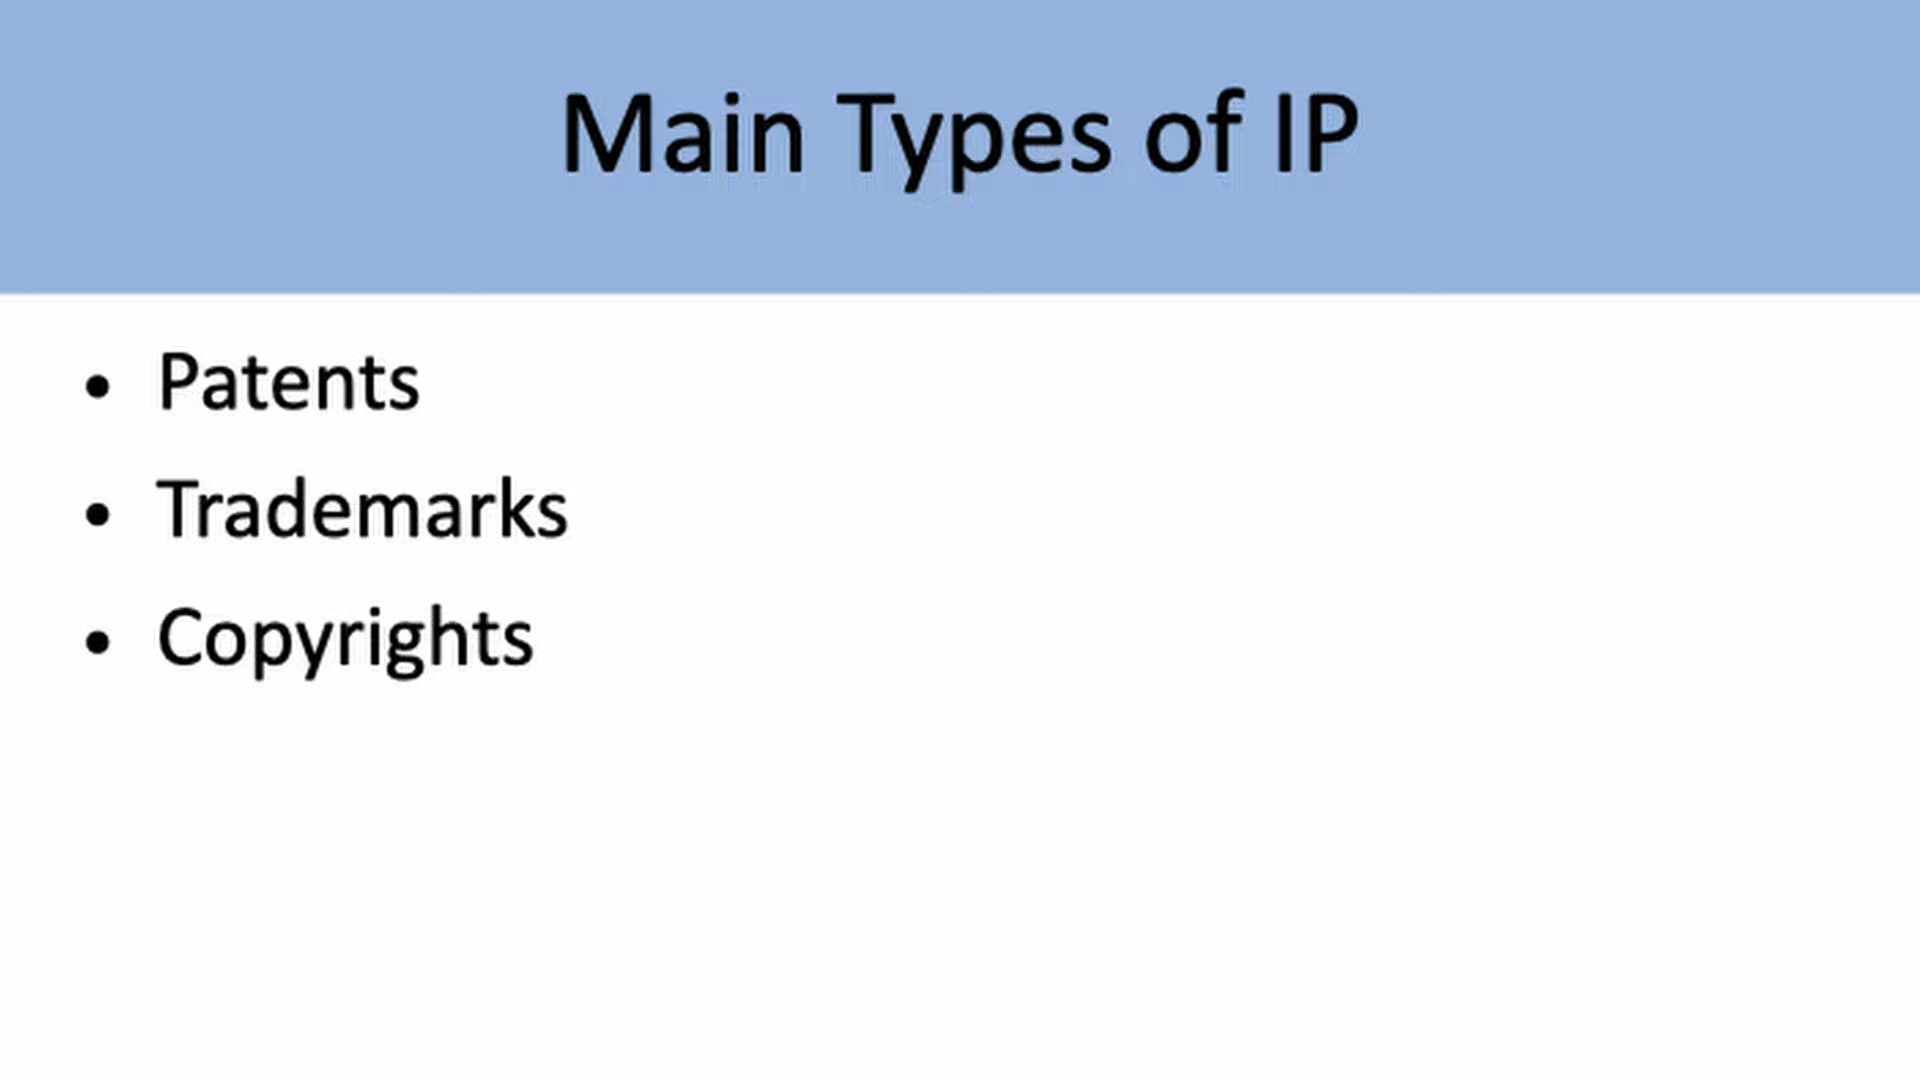 Main Types of IP
• Patents
• Trademarks
• Copyrights